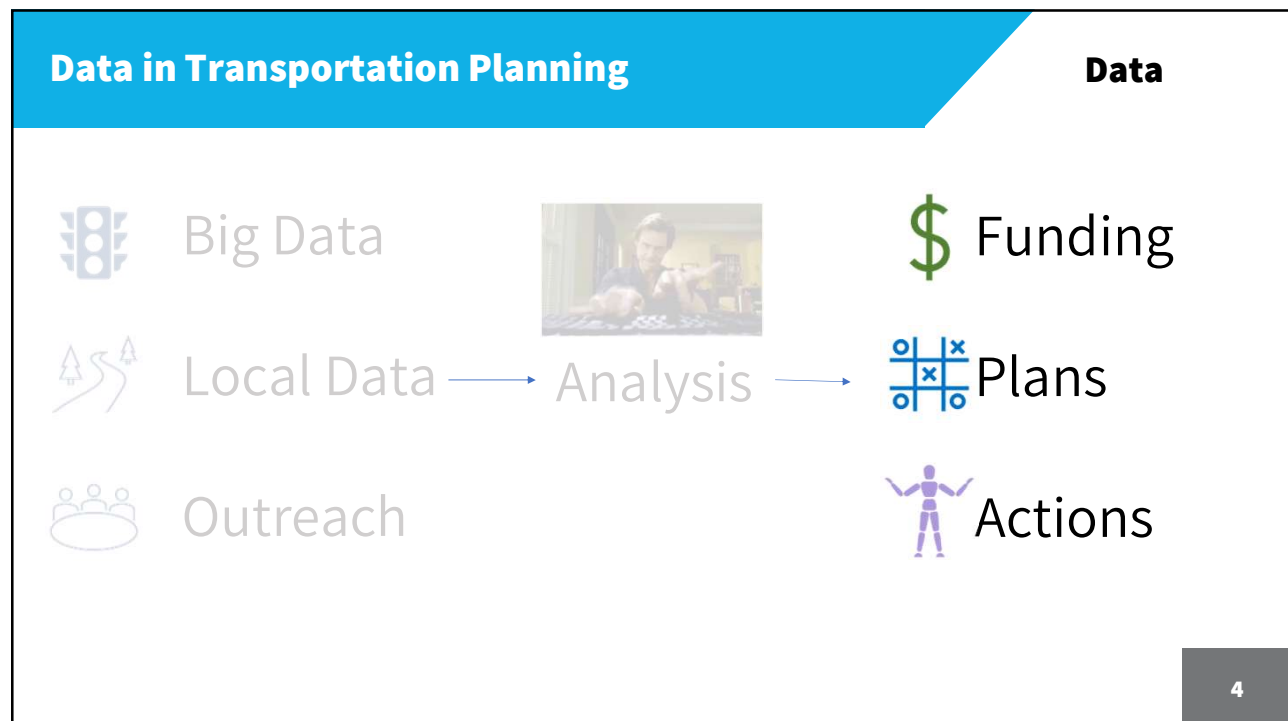 Data in Transportation Planning
Data
Big Data
Local Data
Outreach
Analysis
Funding
Plans
Actions
4